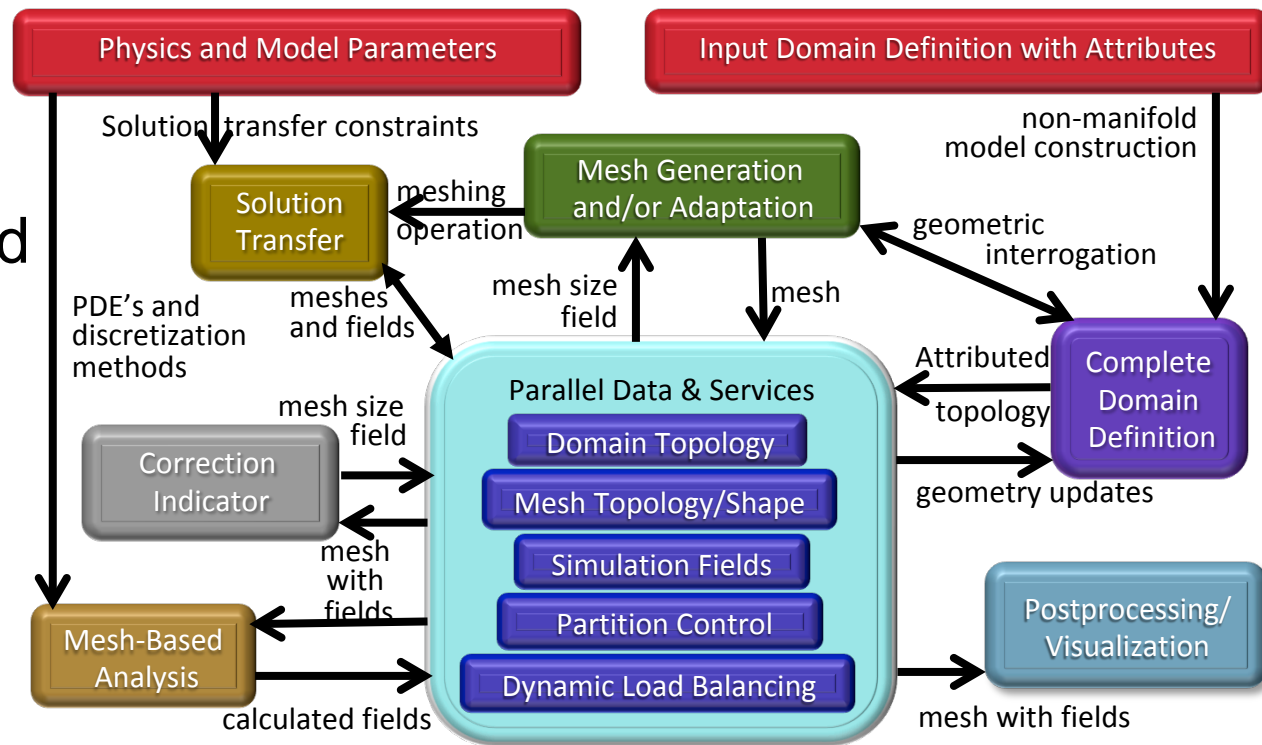 Physics and Model Parameters
Input Domain Definition with Attributes
Solution transfer constraints
non-manifold
model construction
Mesh Generation
and/or Adaptation
Solution
Transfer
meshing
operation
geometric
interrogation
d
PDE's and
discretization
methods
meshes
and fields
mesh size
field
mesh
Attributed
topology
Complete
Domain
Definition
Parallel Data & Services
Domain Topology
Mesh Topology/Shape
Simulation Fields
Partition Control
Dynamic Load Balancing
mesh size
field
Correction
Indicator
geometry updates
mesh
with
fields
Mesh-Based
Analysis
calculated fields
Postprocessing/
Visualization
mesh with fields